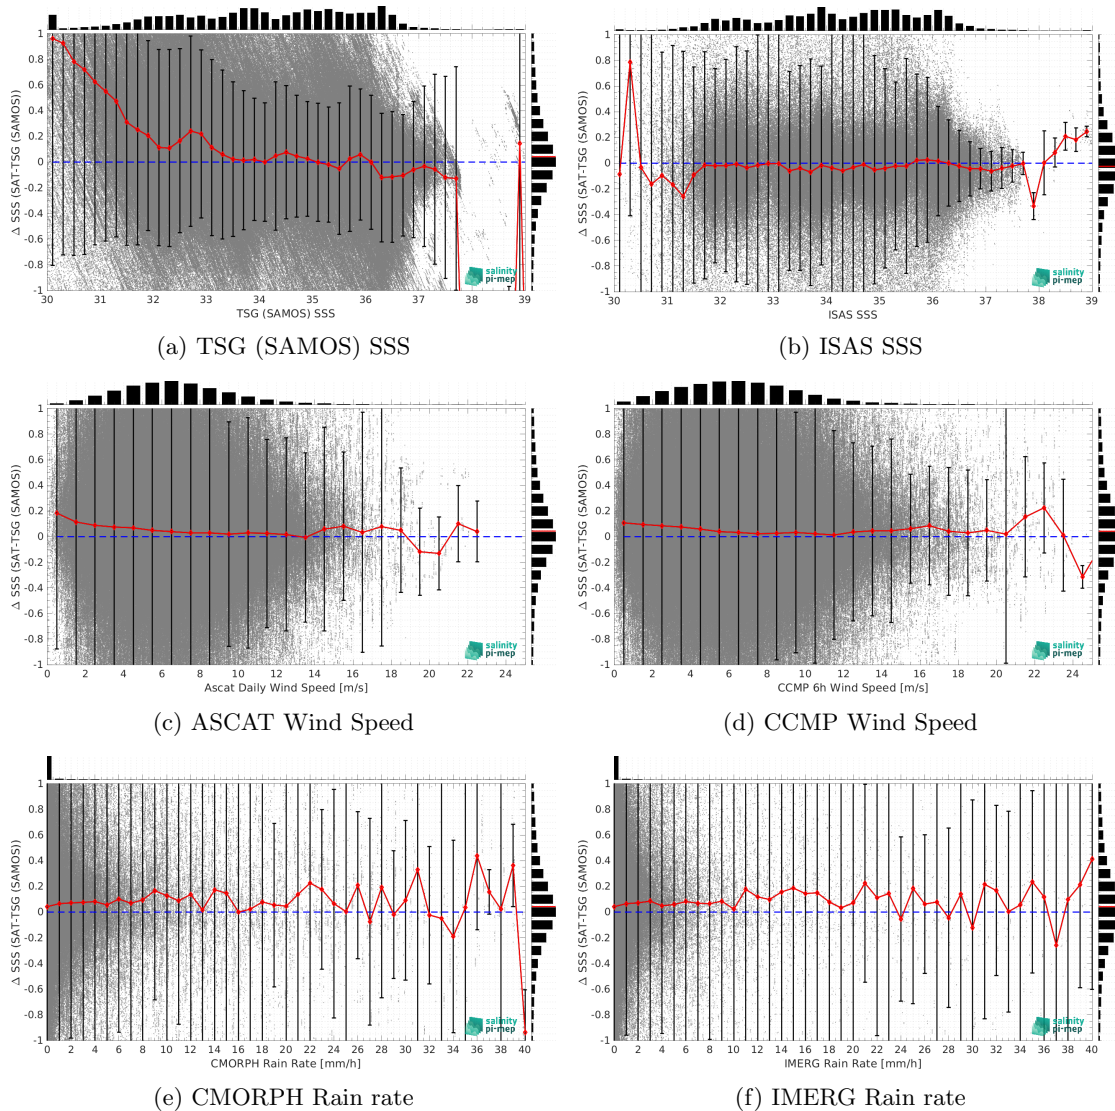 Δ SSS (SAT-TSG (SAMOS))
1
0.8
0.6
0.4
0.2
0
-0.2
-0.4
-0.6
-0.8
-1
30 31 32 33 34 35 36 37 38 39
TSG (SAMOS) SSS
salinity
pi-mep
(a) TSG (SAMOS) SSS
Δ SSS (SAT-TSG (SAMOS))
1
0.8
0.6
0.4
0.2
0
-0.2
-0.4
-0.6
-0.8
-1
30 31 32 33 34 35 36 37 38 39
ISAS SSS
salinity
pi-mep
(b) ISAS SSS
Δ SSS (SAT-TSG (SAMOS))
1
0.8
0.6
0.4
0.2
0
-0.2
-0.4
-0.6
-0.8
-1
0 2 4 6 8 10 12 14 16 18 20 22 24
Ascat Daily Wind Speed [m/s]
salinity
pi-mep
(c) ASCAT Wind Speed
Δ SSS (SAT-TSG (SAMOS))
1
0.8
0.6
0.4
0.2
0
-0.2
-0.4
-0.6
-0.8
-1
0 2 4 6 8 10 12 14 16 18 20 22 24
CCMP 6h Wind Speed [m/s]
salinity
pi-mep
(d) CCMP Wind Speed
Δ SSS (SAT-TSG (SAMOS))
1
0.8
0.6
0.4
0.2
0
-0.2
-0.4
-0.6
-0.8
-1
0 2 4 6 8 10 12 14 16 18 20 22 24 26 28 30 32 34 36 38 40
CMORPH Rain Rate [mm/h]
salinity
pi-mep
(e) CMORPH Rain rate
Δ SSS (SAT-TSG (SAMOS))
1
0.8
0.6
0.4
0.2
0
-0.2
-0.4
-0.6
-0.8
-1
0 2 4 6 8 10 12 14 16 18 20 22 24 26 28 30 32 34 36 38 40
IMERG Rain Rate [mm/h]
salinity
pi-mep
(f) IMERG Rain rate